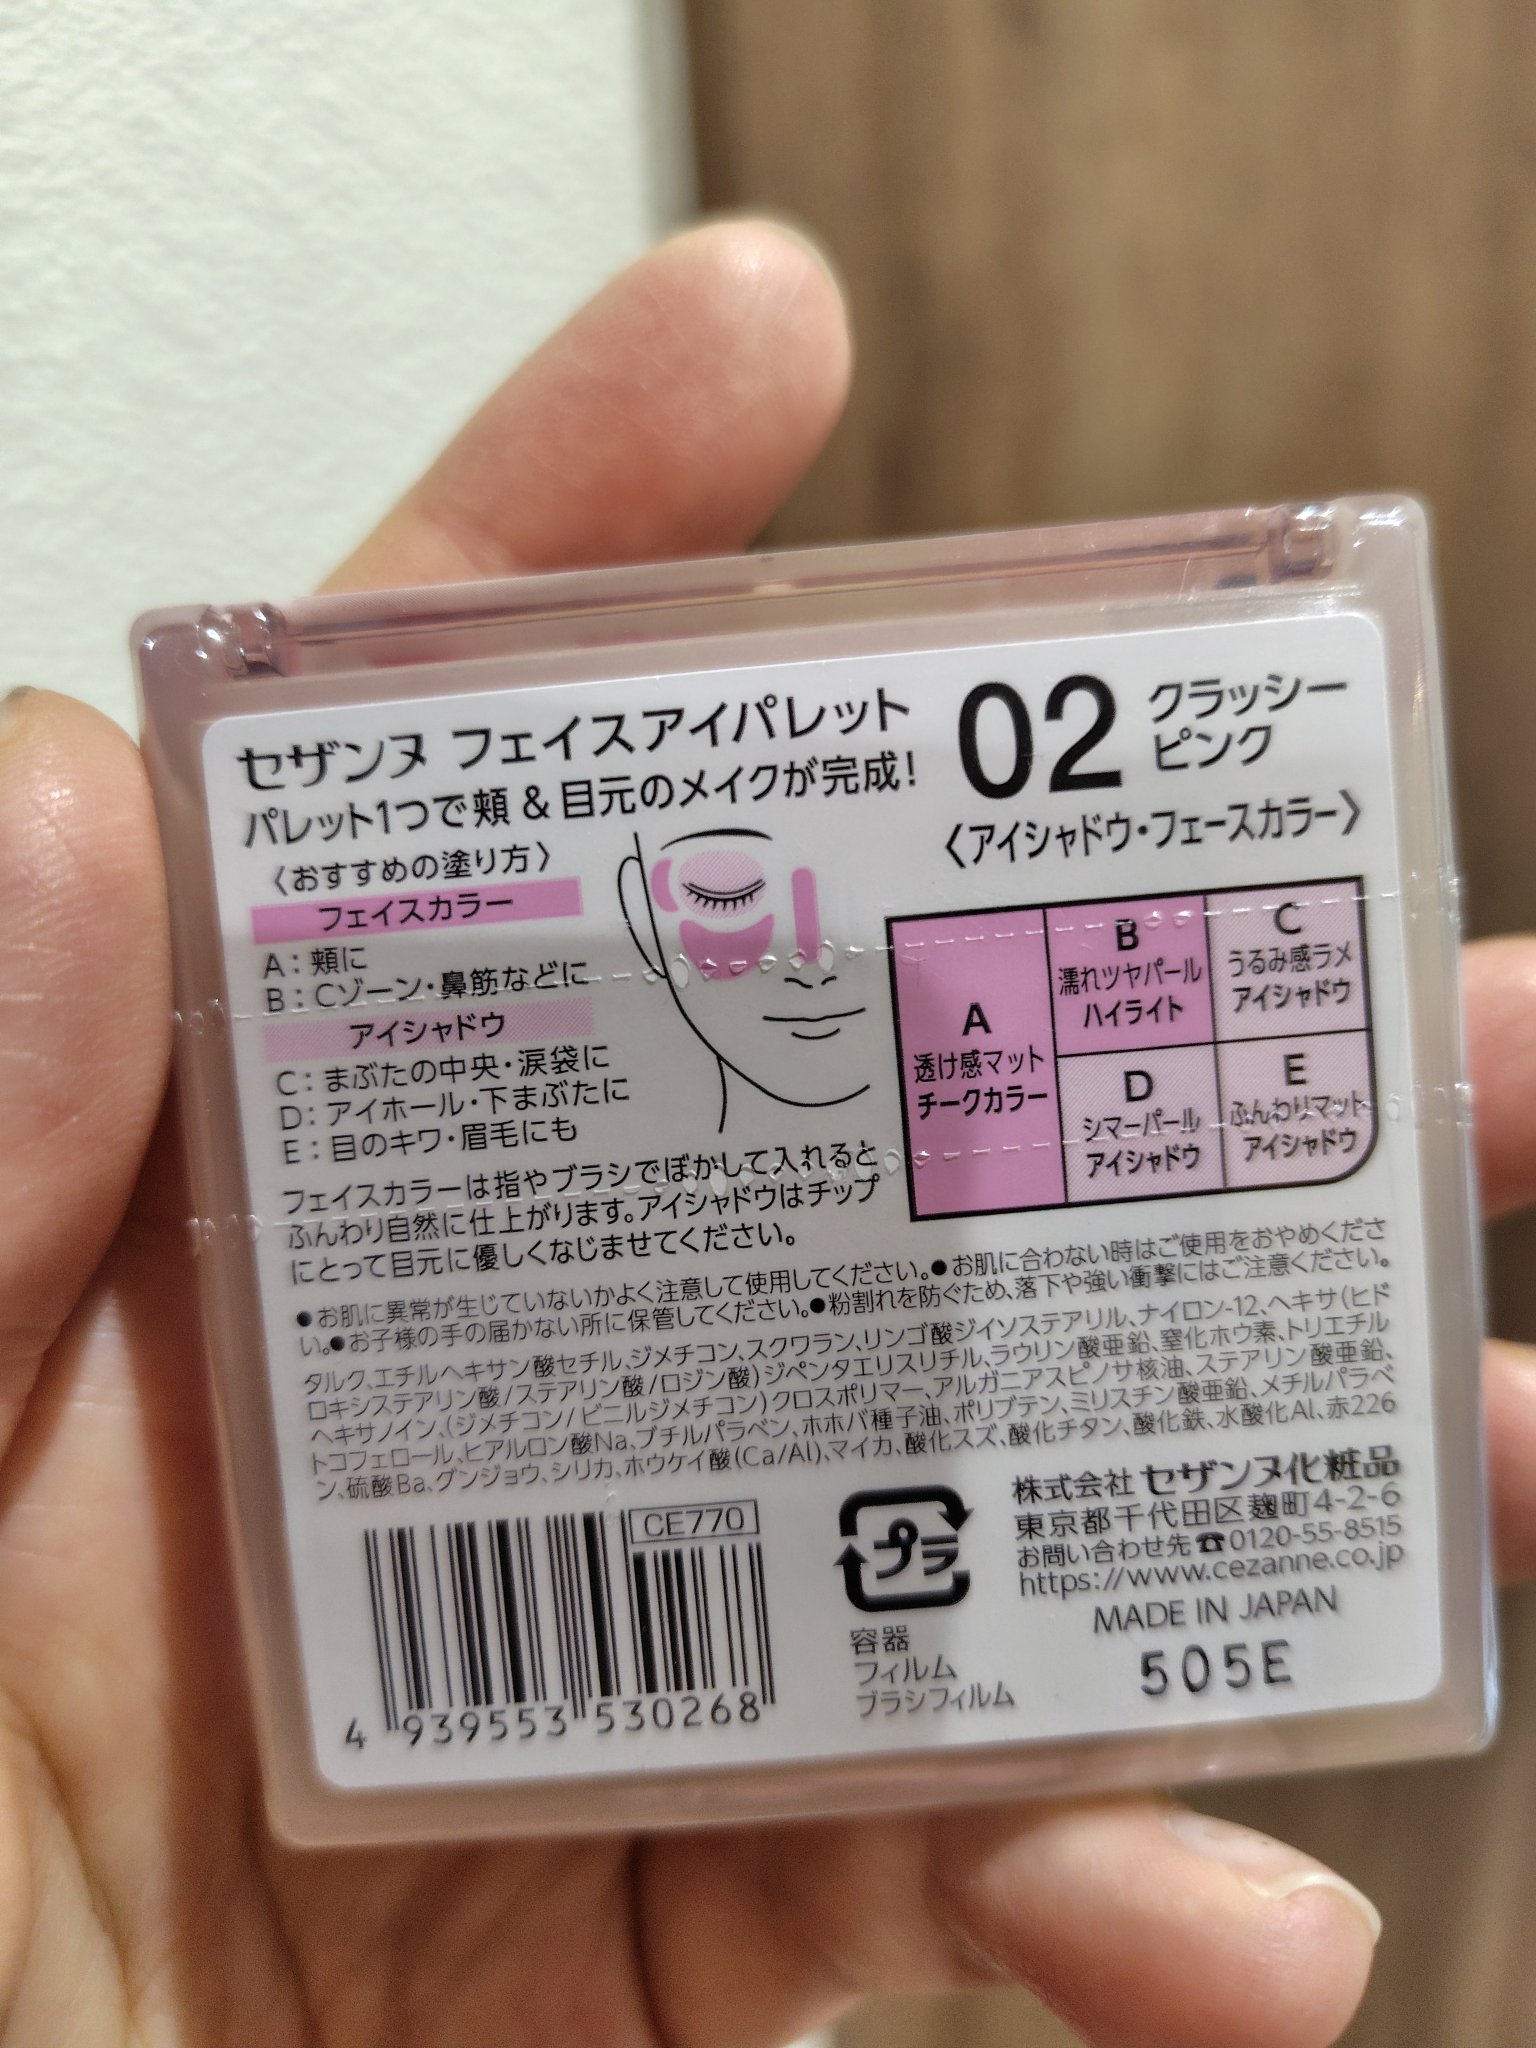 セザンヌ フェイスアイパレット
パレット1つで頬&目元のメイクが完成!
02 クラッシー
ピンク
〈アイシャドウ・フェースカラー〉
〈おすすめの塗り方〉
フェイスカラー
A:頬に
B:Cゾーン・鼻筋などに
アイシャドウ
C:まぶたの中央・涙袋に
D:アイホール・下まぶたに
E:目のキワ・眉毛にも
A
透け感マット
チークカラー
B
濡れツヤパール
ハイライト
C
うるみ感ラメ
アイシャドウ
D
シマーパール
アイシャドウ
E
ふんわりマット
アイシャドウ
フェイスカラーは指やブラシでぼかして入れると
ふんわり自然に仕上がります。アイシャドウはチップ
にとって目元に優しくなじませてください。
●お肌に異常が生じていないかよく注意して使用してください。●お肌に合わない時はご使用をおやめくださ
い。●お子様の手の届かない所に保管してください。●粉割れを防ぐため、落下や強い衝撃にはご注意ください。
タルク、エチルヘキサン酸セチル、ジメチコン、スクワラン、リンゴ酸ジイソステアリル、ナイロン-12、ヘキサ(ヒド
ロキシステアリン酸/ステアリン酸/ロジン酸)ジペンタエリスリチル、ラウリン酸亜鉛、窒化ホウ素、トリエチル
ヘキサノイン、(ジメチコン/ビニルジメチコン)クロスポリマー、アルガニアスピノサ核油、ステアリン酸亜鉛、
トコフェロール、ヒアルロン酸Na、ブチルパラベン、ホホバ種子油、ポリブテン、ミリスチン酸亜鉛、メチルパラベ
ン、硫酸Ba、グンジョウ、シリカ、ホウケイ酸(Ca/Al)、マイカ、酸化スズ、酸化チタン、酸化鉄、水酸化Al、赤226
CE770
4 939553 530268
プラ
容器
フィルム
ブラシフィルム
株式会社 セザンヌ化粧品
東京都千代田区麹町4-2-6
お問い合わせ先☎0120-55-8515
https://www.cezanne.co.jp
MADE IN JAPAN
505E